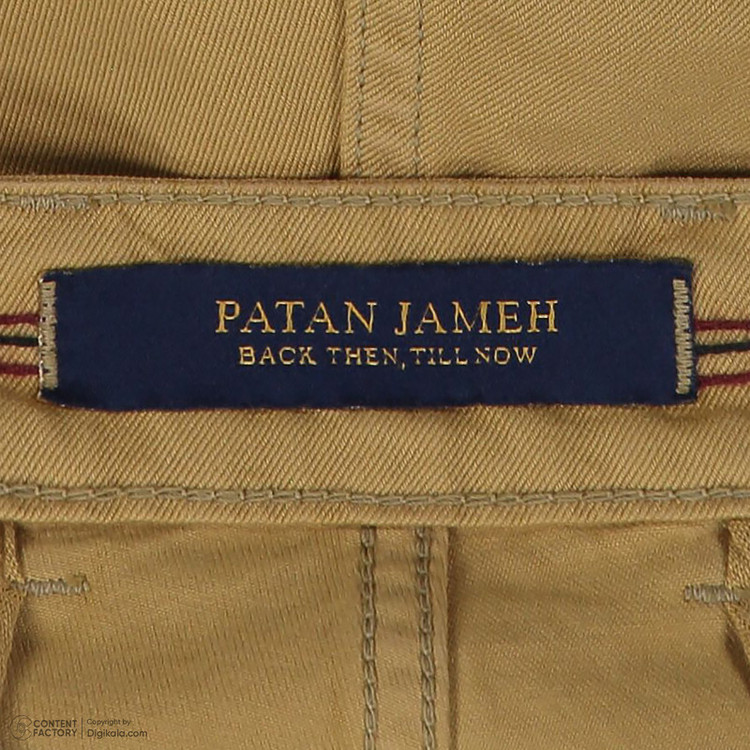 PATAN JAMEH
BACK THEN, TILL NOW
CONTENT FACTORY
Copyright by
Digikala.com